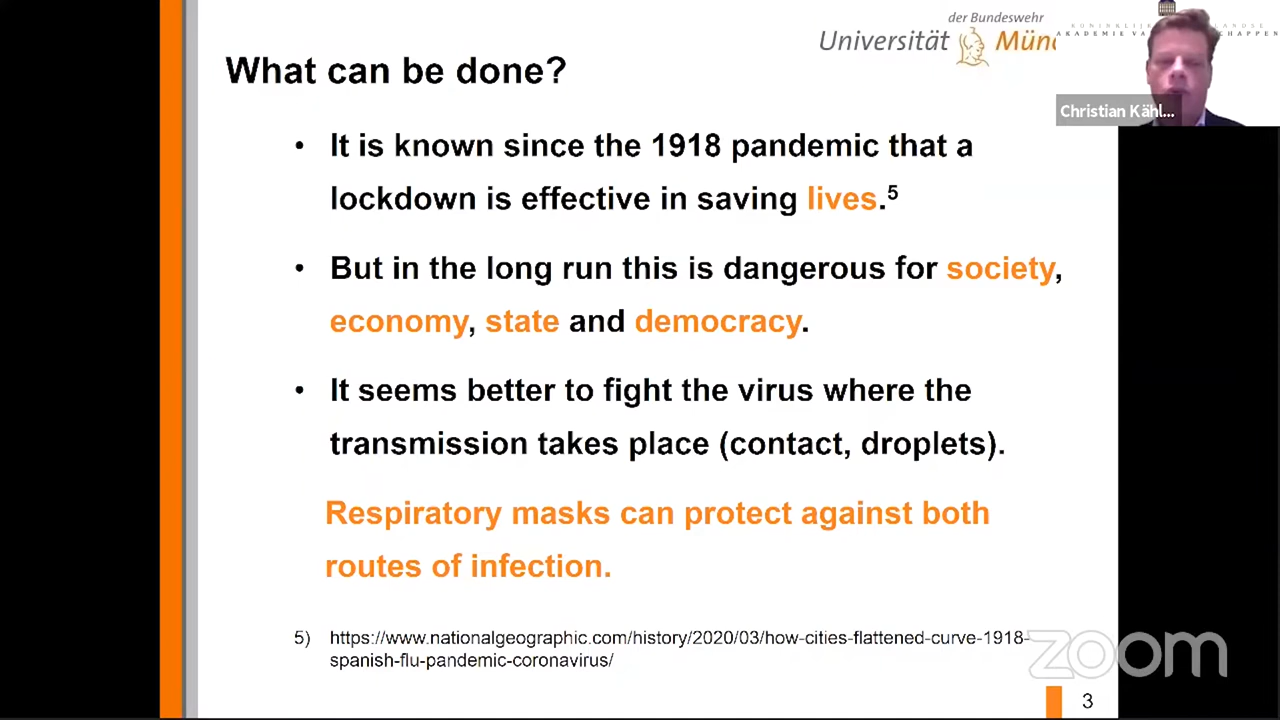 der Bundeswehr
Universität Münc
What can be done?
AKADEMIE VA
CHAPPEN
Christian Kähl...
• It is known since the 1918 pandemic that a
lockdown is effective in saving lives.⁵
• But in the long run this is dangerous for society,
economy, state and democracy.
• It seems better to fight the virus where the
transmission takes place (contact, droplets).
Respiratory masks can protect against both
routes of infection.
5) https://www.nationalgeographic.com/history/2020/03/how-cities-flattened-curve-1918-
spanish-flu-pandemic-coronavirus/
zoom
3